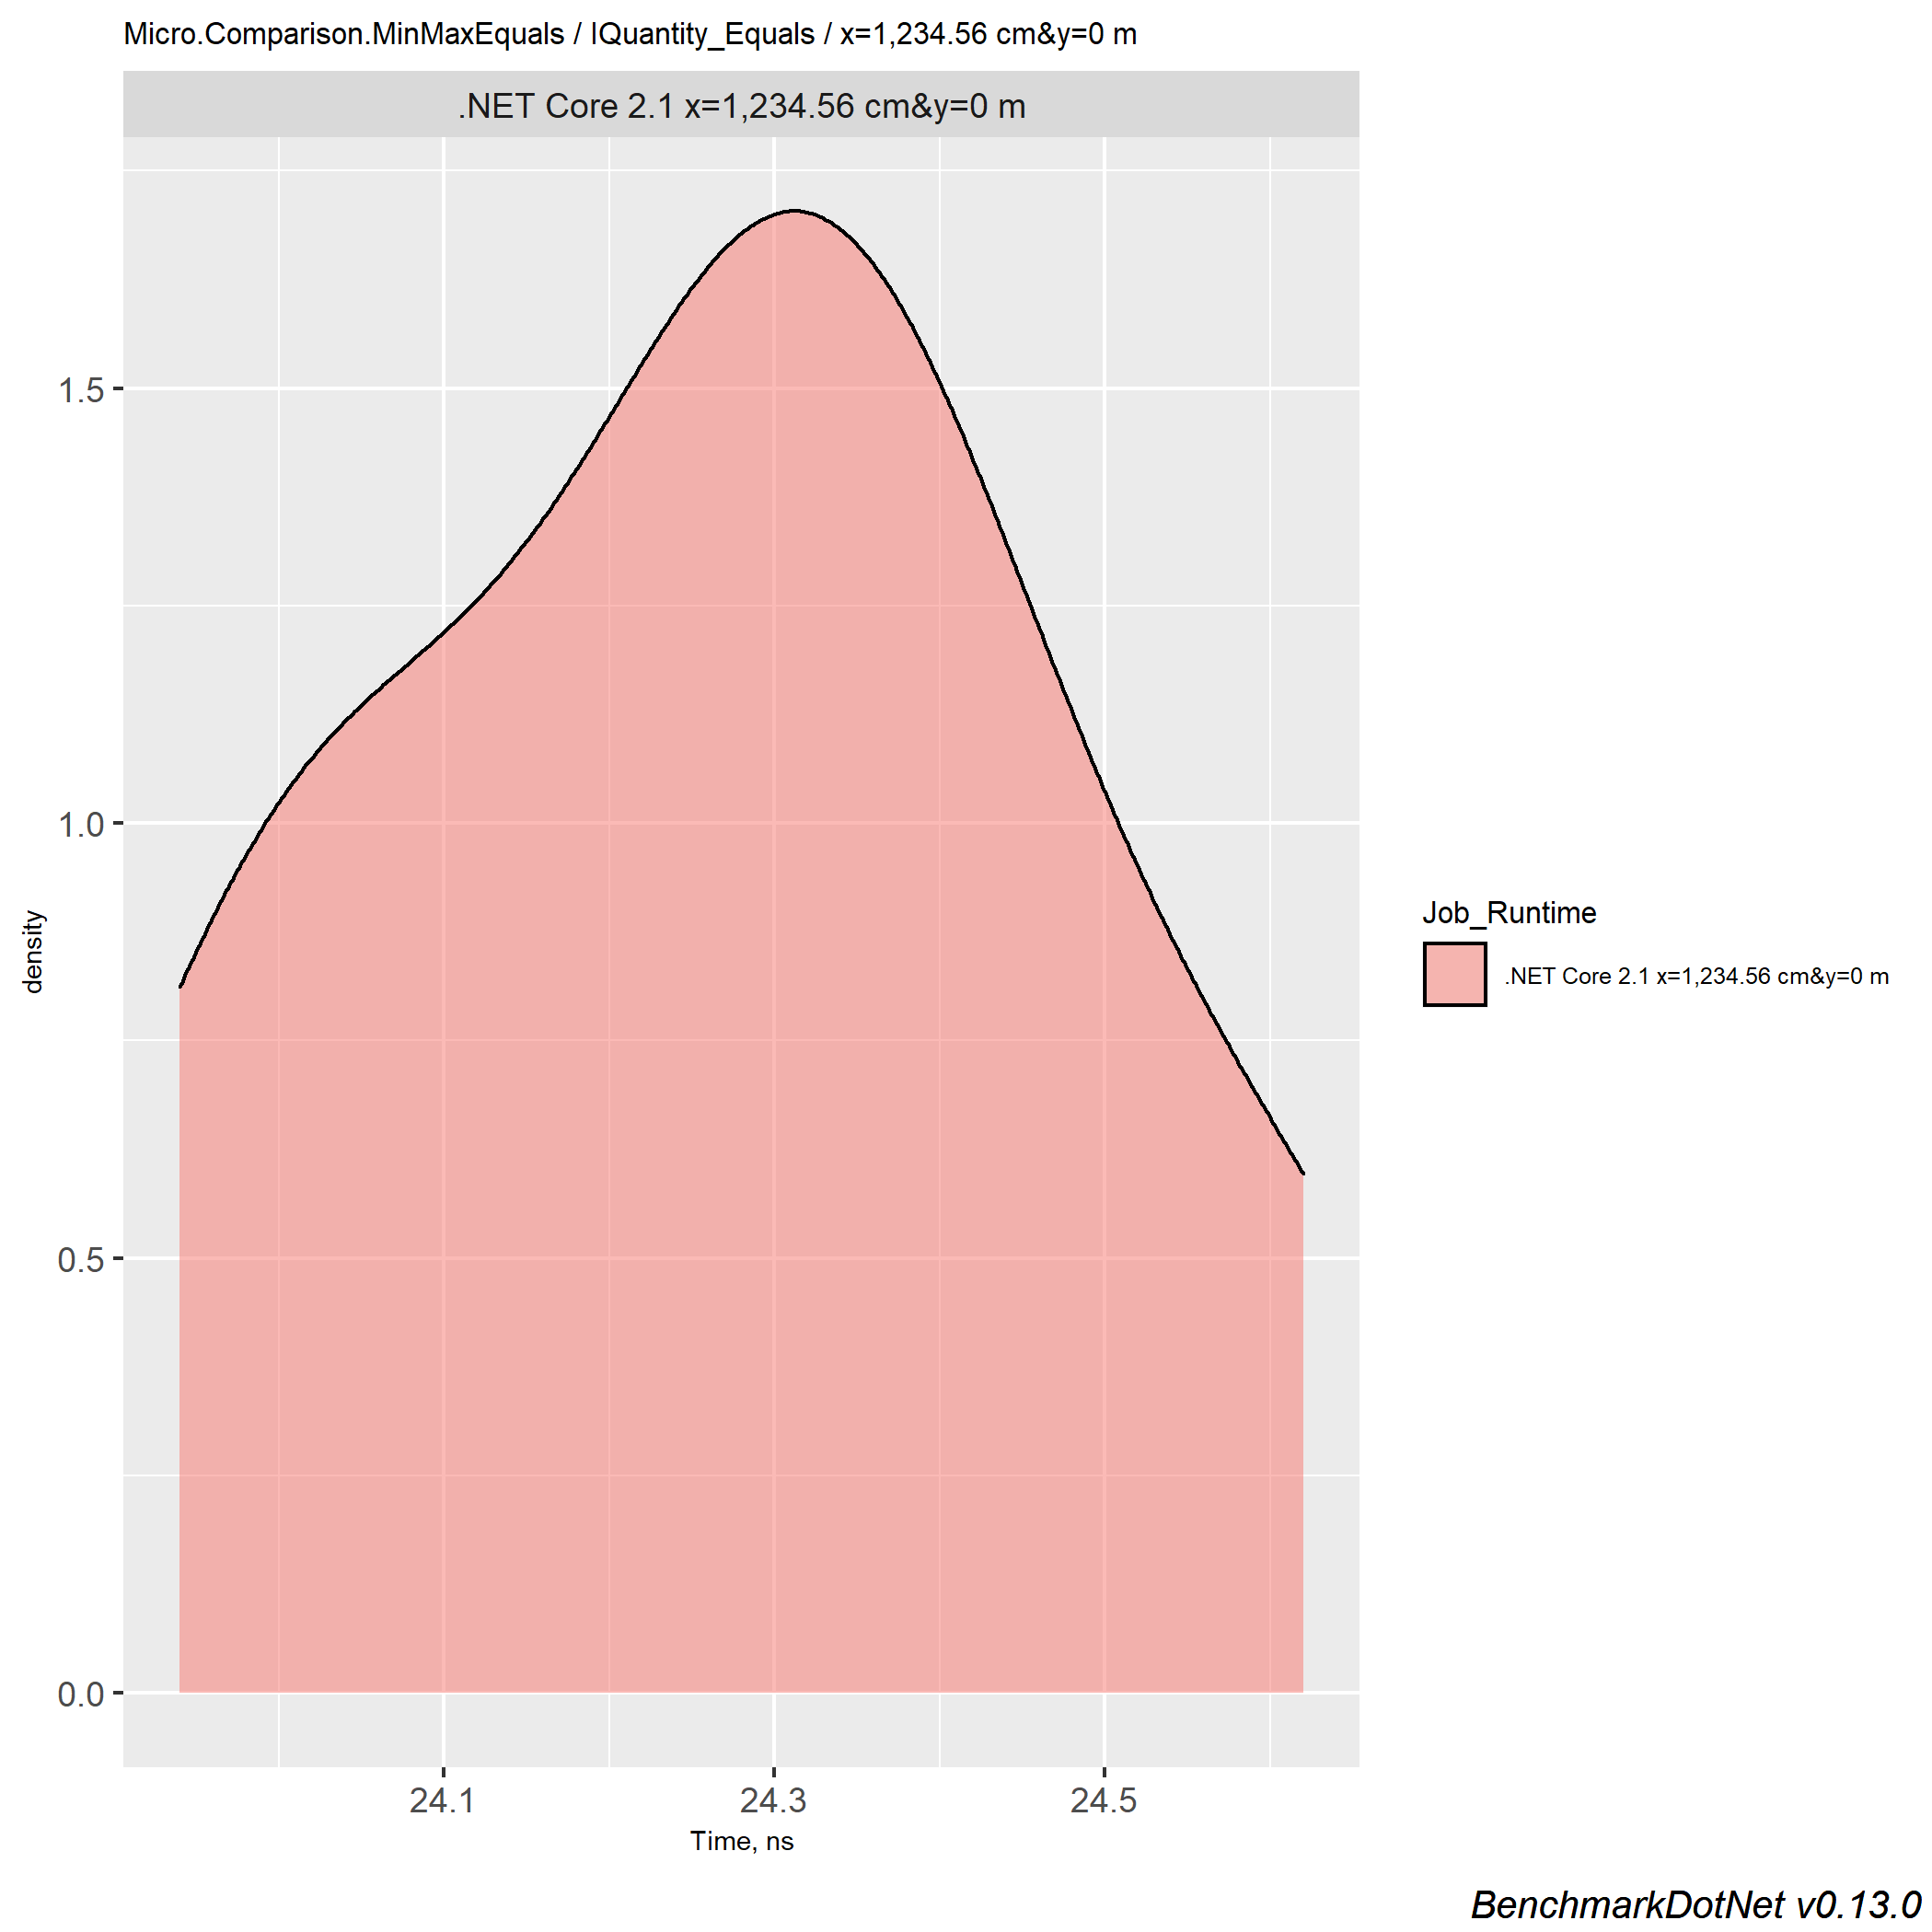 Micro.Comparison.MinMaxEquals / IQuantity_Equals / x=1,234.56 cm&y=0 m
.NET Core 2.1 x=1,234.56 cm&y=0 m
1.5
1.0
0.5
0.0
density
24.1 24.3 24.5
Time, ns
Job_Runtime
.NET Core 2.1 x=1,234.56 cm&y=0 m
BenchmarkDotNet v0.13.0